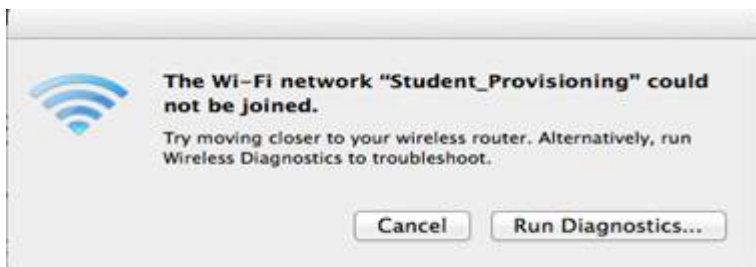 The Wi-Fi network “Student_Provisioning” could
not be joined.
Try moving closer to your wireless router. Alternatively, run
Wireless Diagnostics to troubleshoot.
Cancel
Run Diagnostics...